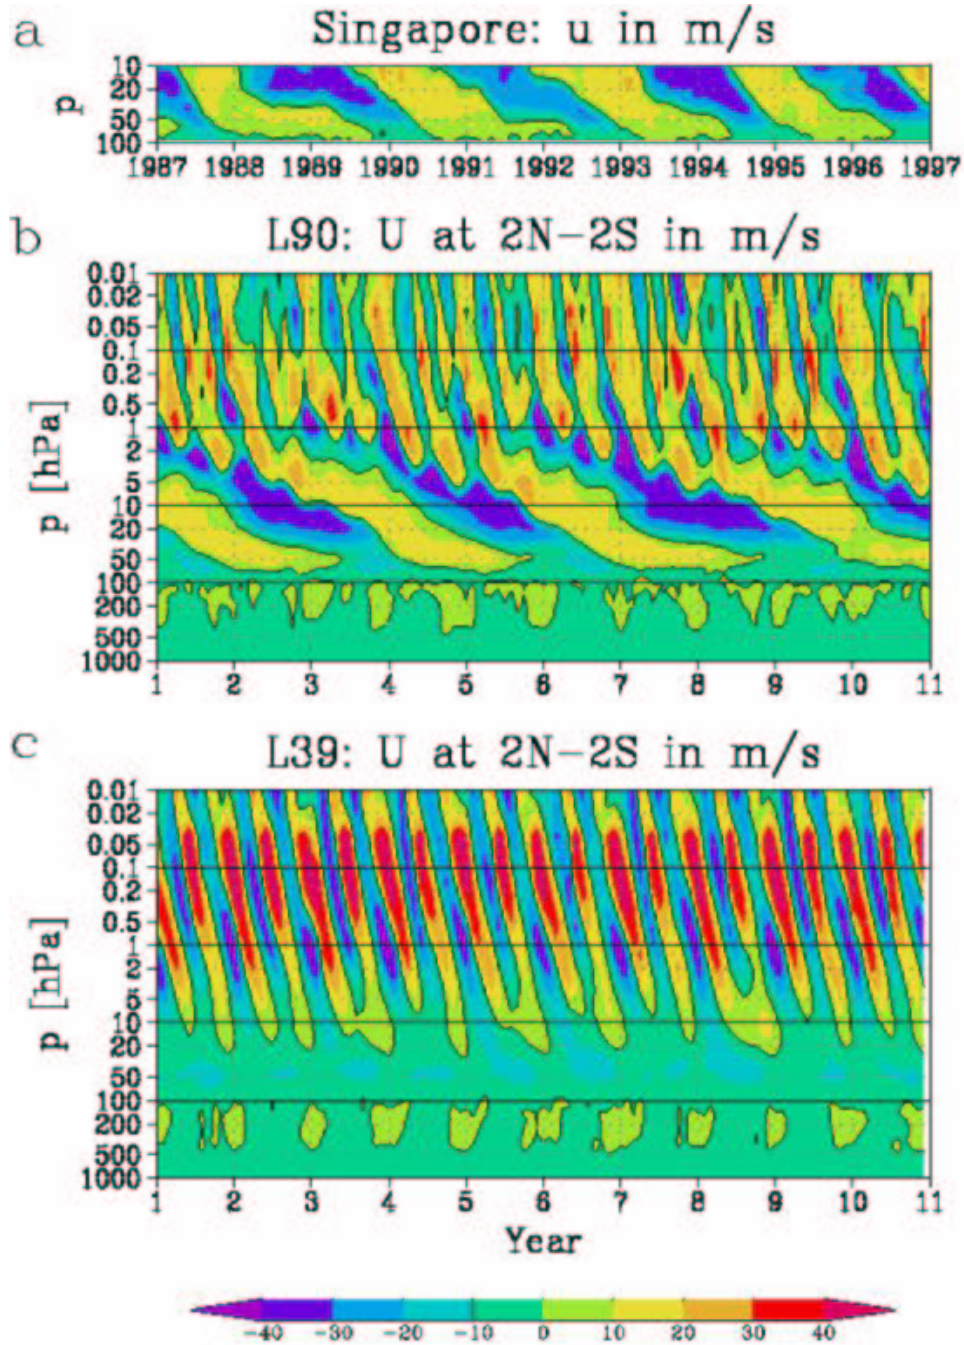 a
Singapore: u in m/s
p
10
20
50
100
1987 1988 1989 1990 1991 1992 1993 1994 1995 1996 1997
b
L90: U at 2N-2S in m/s
p [hPa]
0.01
0.02
0.05
0.1
0.2
0.5
1
2
5
10
20
50
100
200
500
1000
1 2 3 4 5 6 7 8 9 10 11
c
L39: U at 2N-2S in m/s
p [hPa]
0.01
0.02
0.05
0.1
0.2
0.5
1
2
5
10
20
50
100
200
500
1000
1 2 3 4 5 6 7 8 9 10 11
Year
-40 -30 -20 -10 0 10 20 30 40